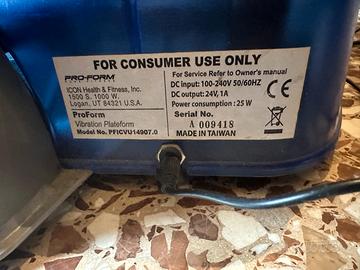 FOR CONSUMER USE ONLY
PRO-FORM
ICON Health & Fitness, Inc.
1500 S. 1000 W.
Logan, UT 84321 U.S.A.
ProForm
Vibration Plateform
Model No. PFICVU14907.0
For Service Refer to Owner's manual
DC input: 100-240V 50/60HZ
DC output: 24V, 1A
Power consumption : 25 W
CE
Serial No.
A 009418
MADE IN TAIWAN